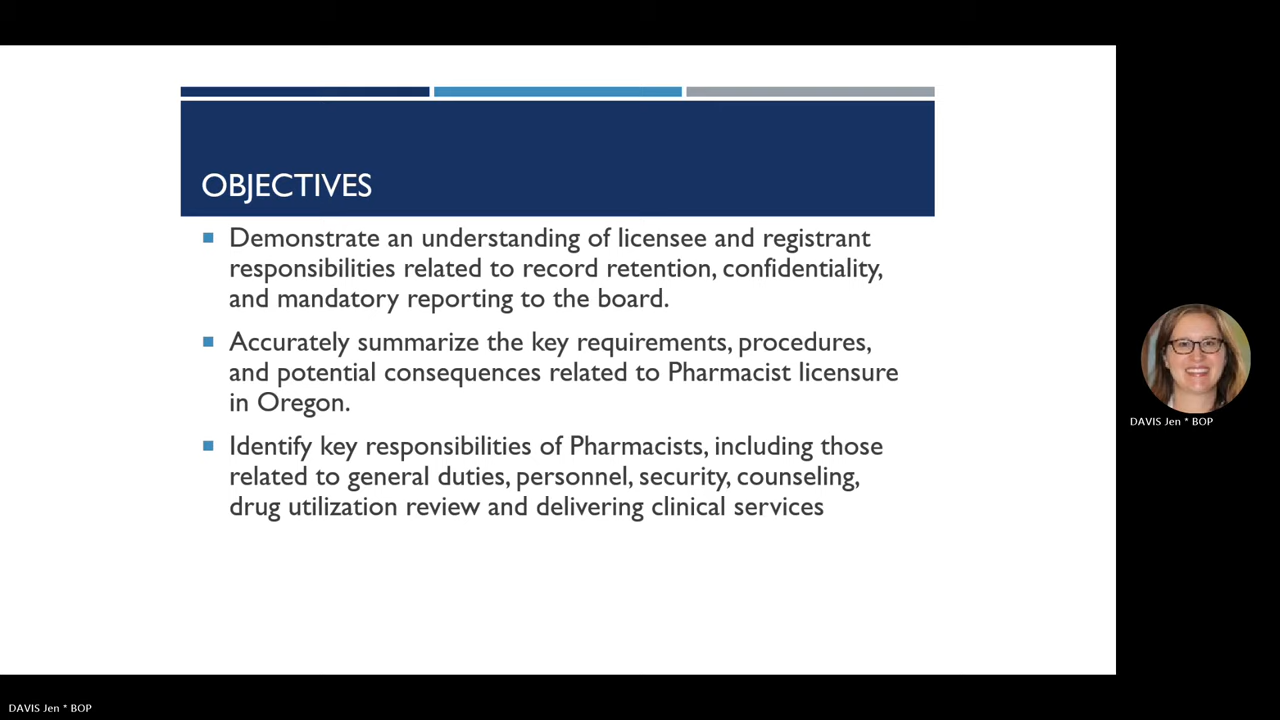 OBJECTIVES
Demonstrate an understanding of licensee and registrant
responsibilities related to record retention, confidentiality,
and mandatory reporting to the board.
Accurately summarize the key requirements, procedures,
and potential consequences related to Pharmacist licensure
in Oregon.
Identify key responsibilities of Pharmacists, including those
related to general duties, personnel, security, counseling,
drug utilization review and delivering clinical services
DAVIS Jen * BOP
DAVIS Jen * BOP